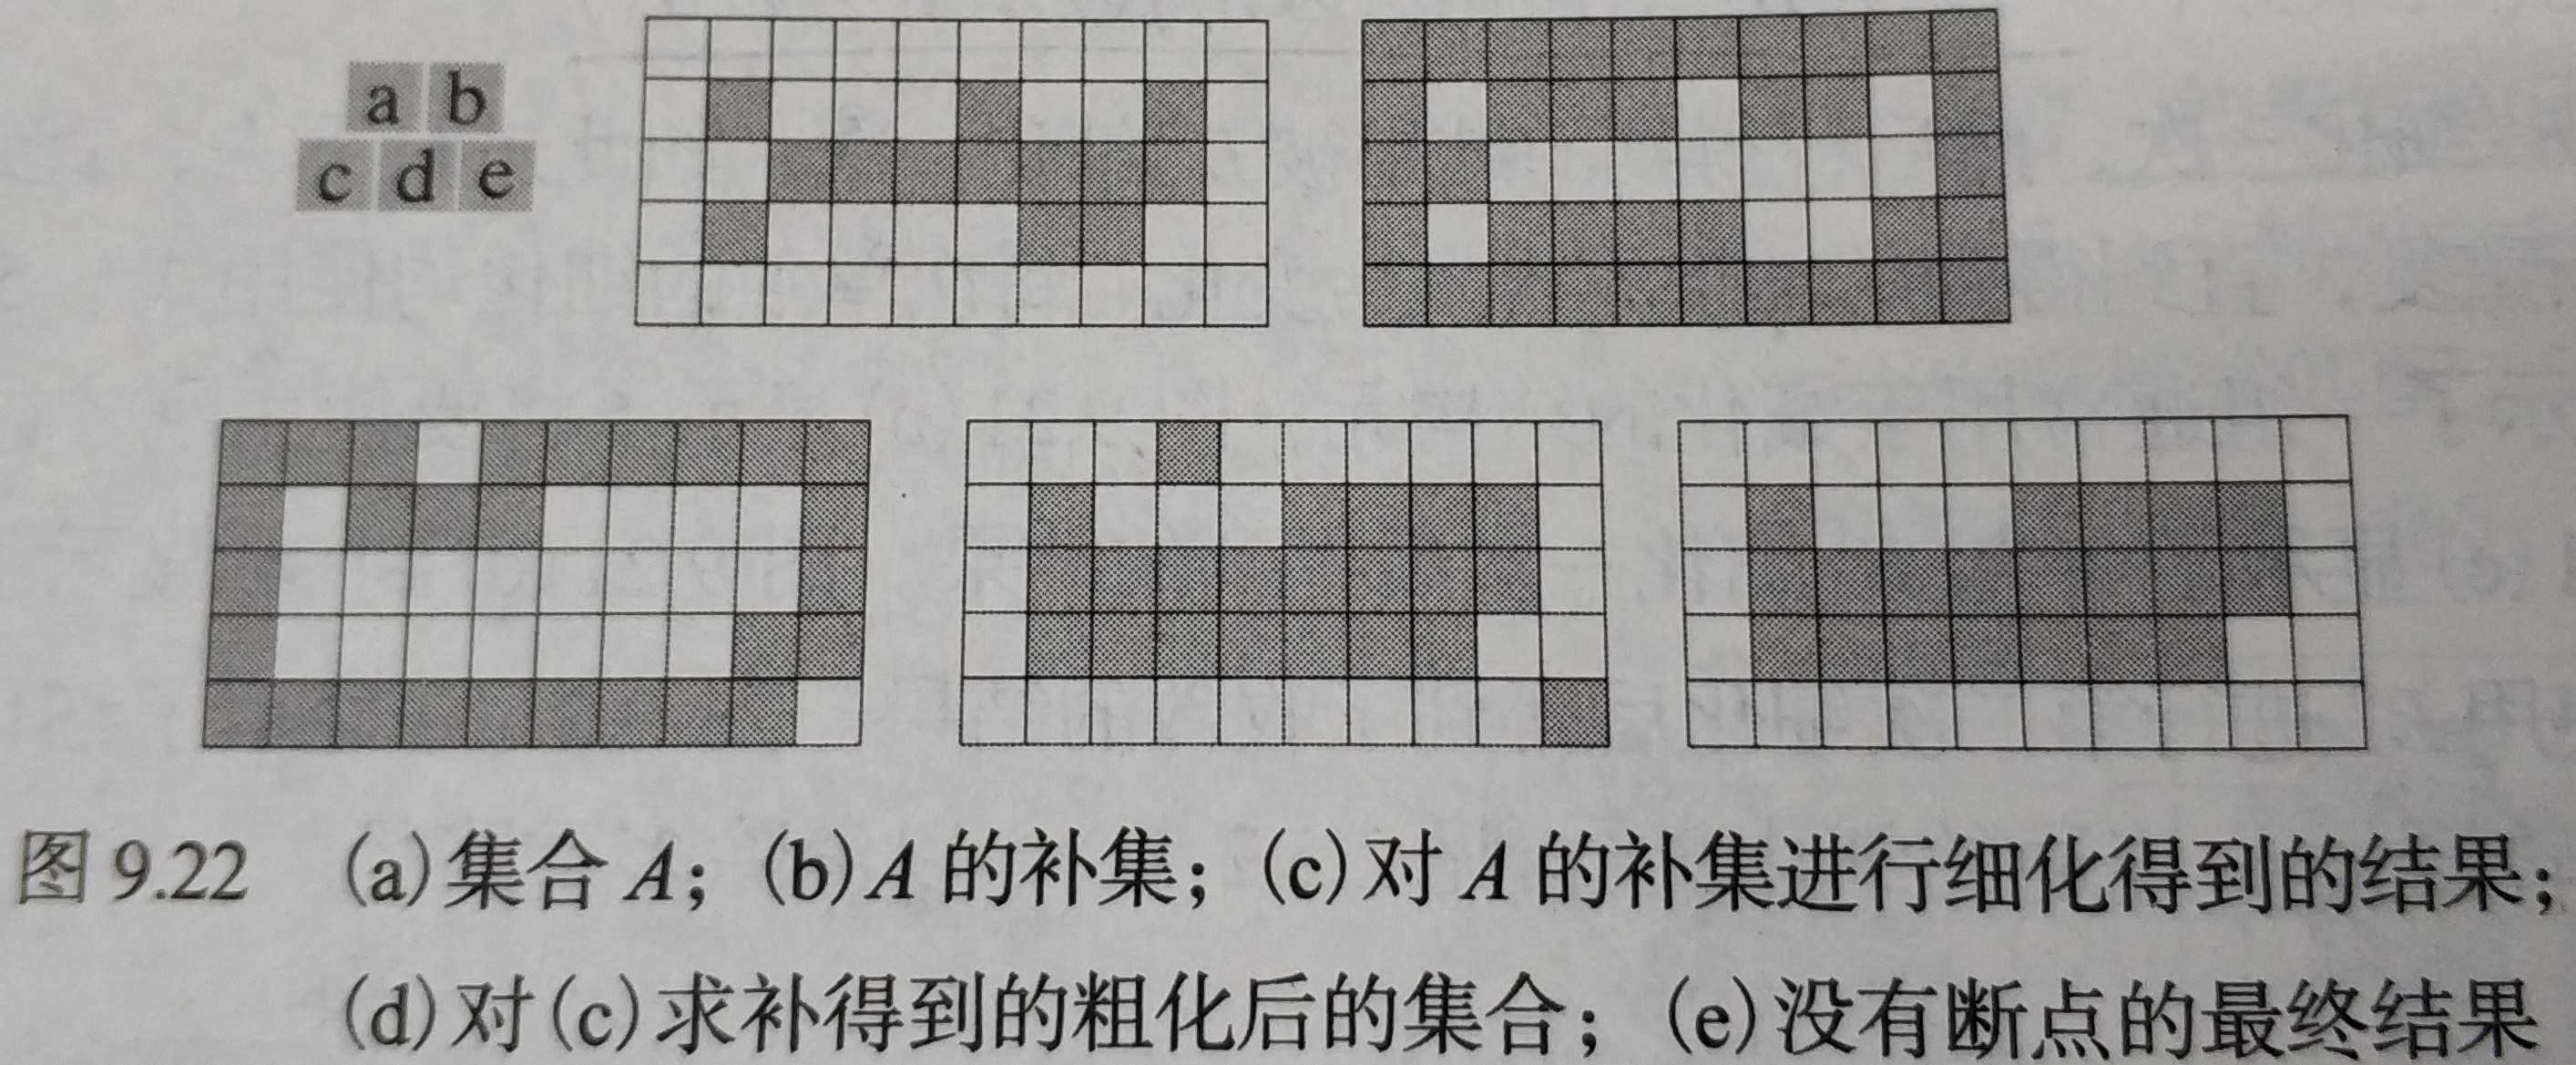 a b
c d e
图 9.22 (a)集合 A；(b)A 的补集；(c)对 A 的补集进行细化得到的结果；
(d)对(c)求补得到的粗化后的集合；(e)没有断点的最终结果